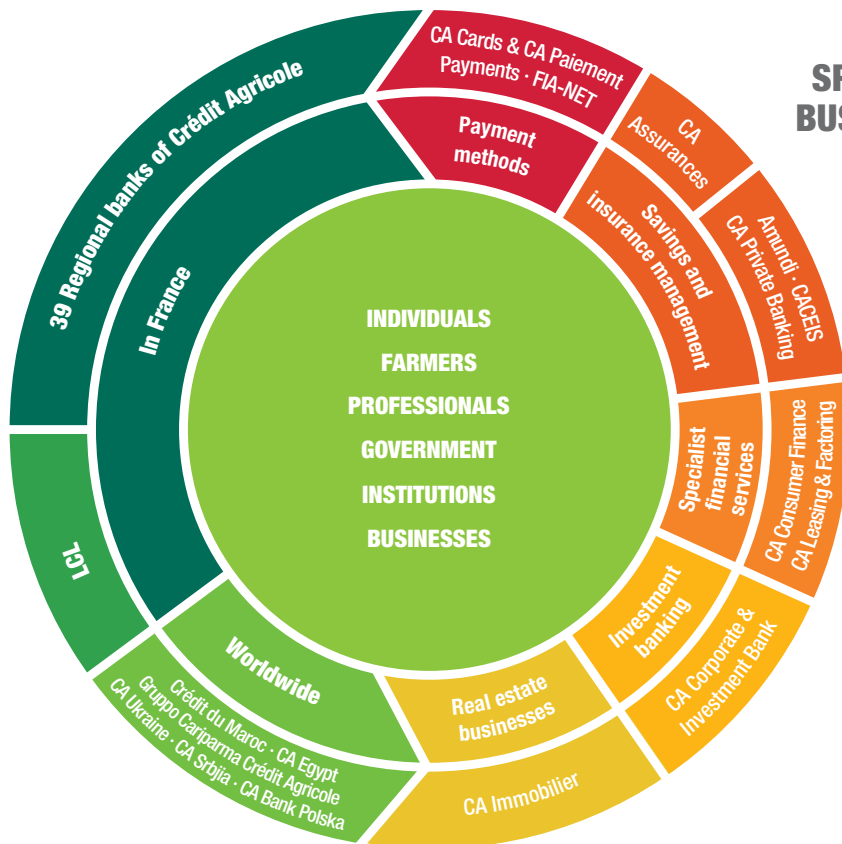 39 Regional banks of Crédit Agricole
In France
LCL
Worldwide
Crédit du Maroc · CA Egypt
Gruppo Cariparma Crédit Agricole
CA Ukraine · CA Srbjia · CA Bank Polska
CA Cards & CA Paiement
Payments · FIA-NET
Payment
methods
CA
Assurances
Savings and
insurance management
Amundi · CACEIS
CA Private Banking
Specialist
financial
services
CA Consumer Finance
CA Leasing & Factoring
Investment
banking
CA Corporate &
Investment Bank
Real estate
businesses
CA Immobilier
INDIVIDUALS
FARMERS
PROFESSIONALS
GOVERNMENT
INSTITUTIONS
BUSINESSES